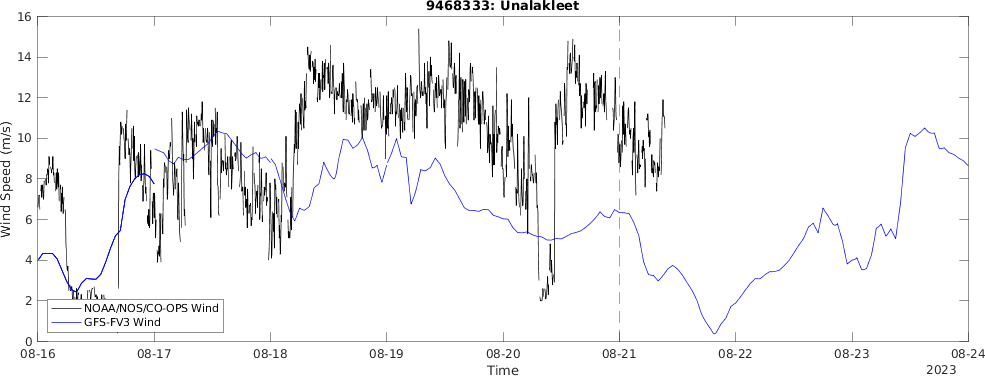 9468333: Unalakleet
16
14
12
10
8
6
4
2
0
Wind Speed (m/s)
NOAA/NOS/CO-OPS Wind
GFS-FV3 Wind
08-16 08-17 08-18 08-19 08-20 08-21 08-22 08-23 08-24
Time
2023